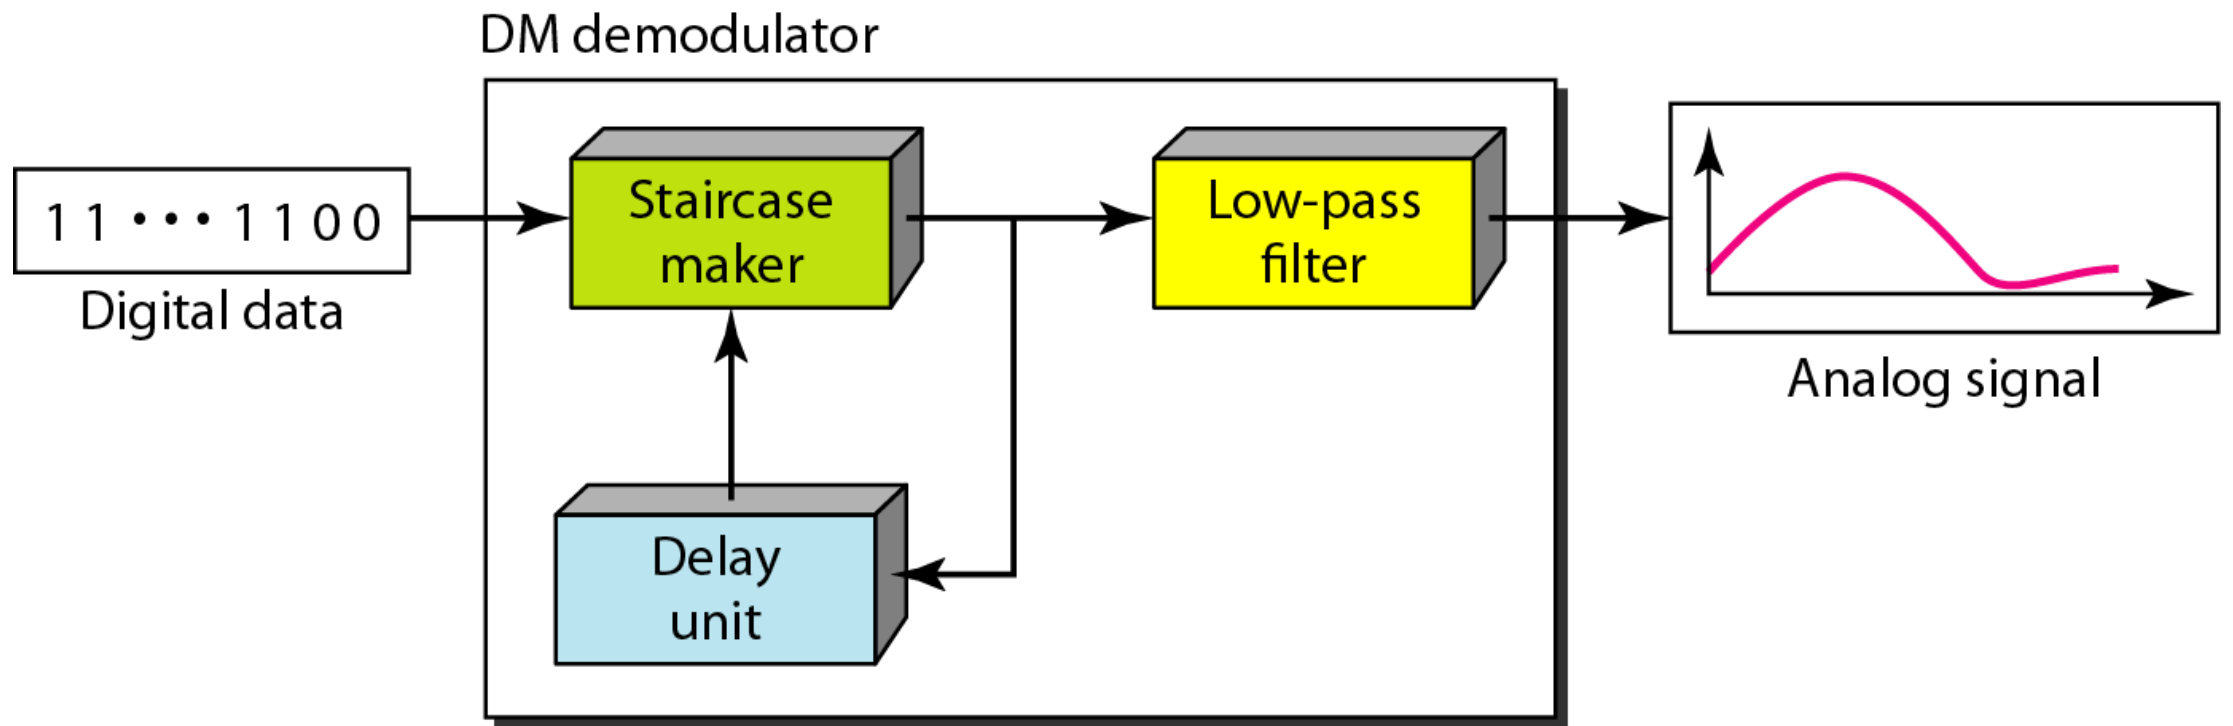 DM demodulator
1 1 ••• 1 1 0 0
Digital data
Staircase
maker
Low-pass
filter
Analog signal
Delay
unit